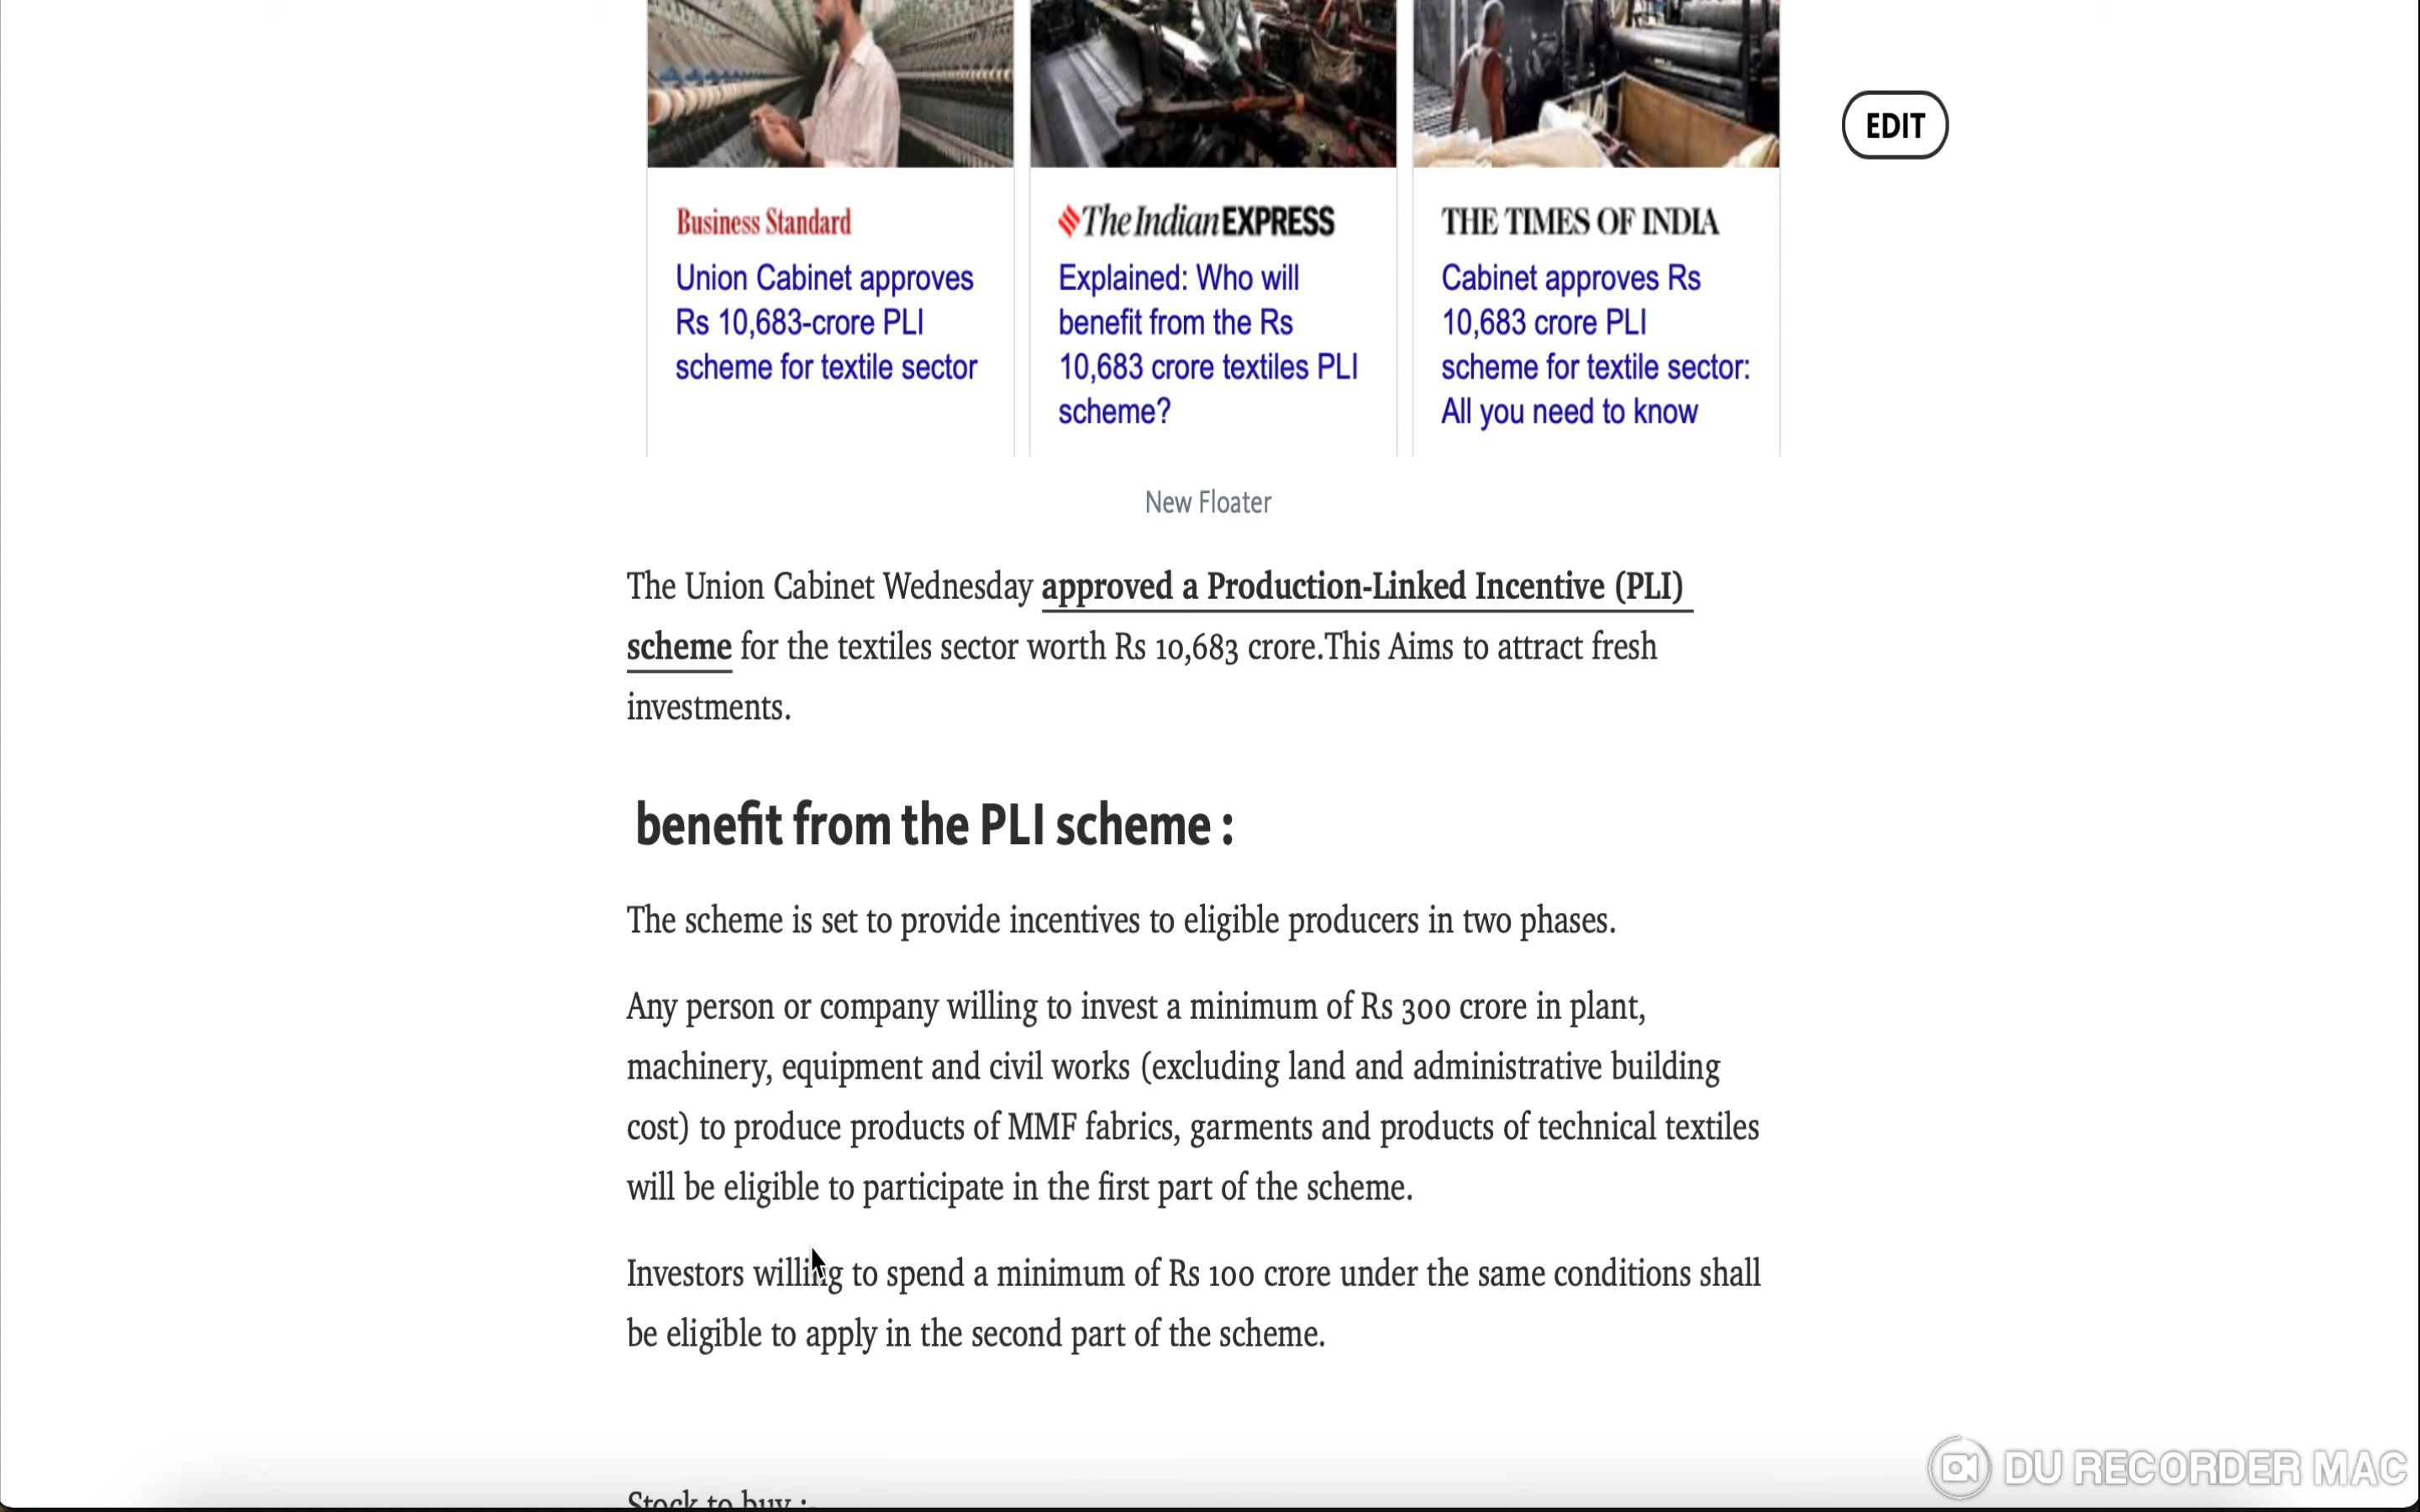 EDIT
Business Standard
Union Cabinet approves
Rs 10,683-crore PLI
scheme for textile sector
The Indian EXPRESS
Explained: Who will
benefit from the Rs
10,683 crore textiles PLI
scheme?
THE TIMES OF INDIA
Cabinet approves Rs
10,683 crore PLI
scheme for textile sector:
All you need to know
New Floater
The Union Cabinet Wednesday approved a Production-Linked Incentive (PLI)
scheme for the textiles sector worth Rs 10,683 crore.This Aims to attract fresh
investments.
benefit from the PLI scheme :
The scheme is set to provide incentives to eligible producers in two phases.
Any person or company willing to invest a minimum of Rs 300 crore in plant,
machinery, equipment and civil works (excluding land and administrative building
cost) to produce products of MMF fabrics, garments and products of technical textiles
will be eligible to participate in the first part of the scheme.
Investors willing to spend a minimum of Rs 100 crore under the same conditions shall
be eligible to apply in the second part of the scheme.
Stock to buy :-
DU RECORDER MAC